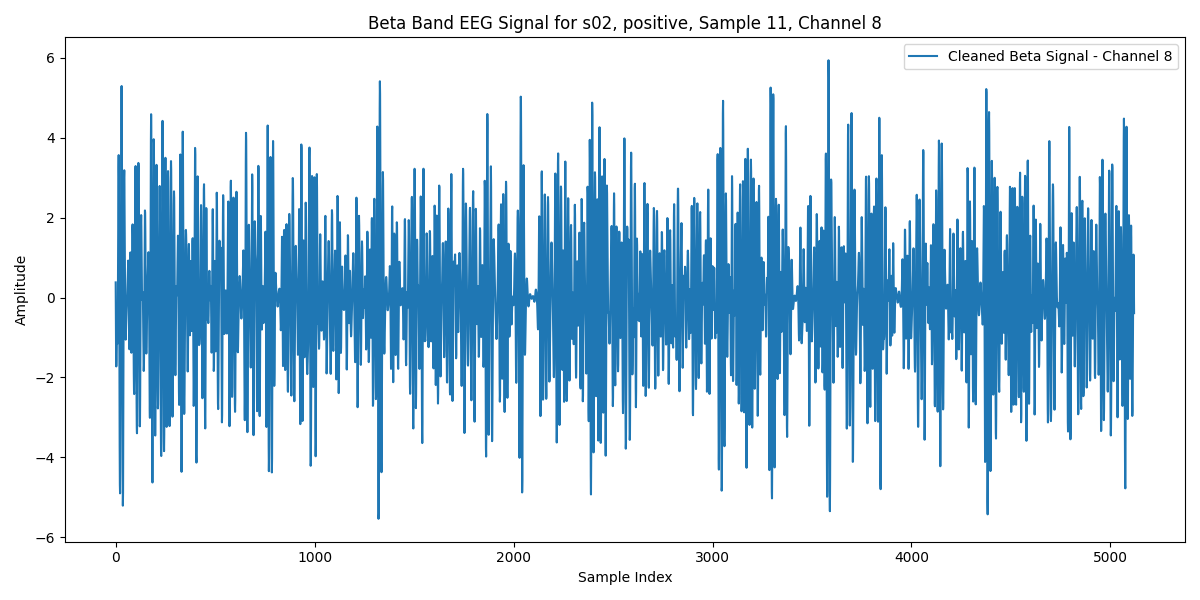 Beta Band EEG Signal for s02, positive, Sample 11, Channel 8
Cleaned Beta Signal - Channel 8
Amplitude
6
4
2
0
−2
−4
−6
0 1000 2000 3000 4000 5000
Sample Index